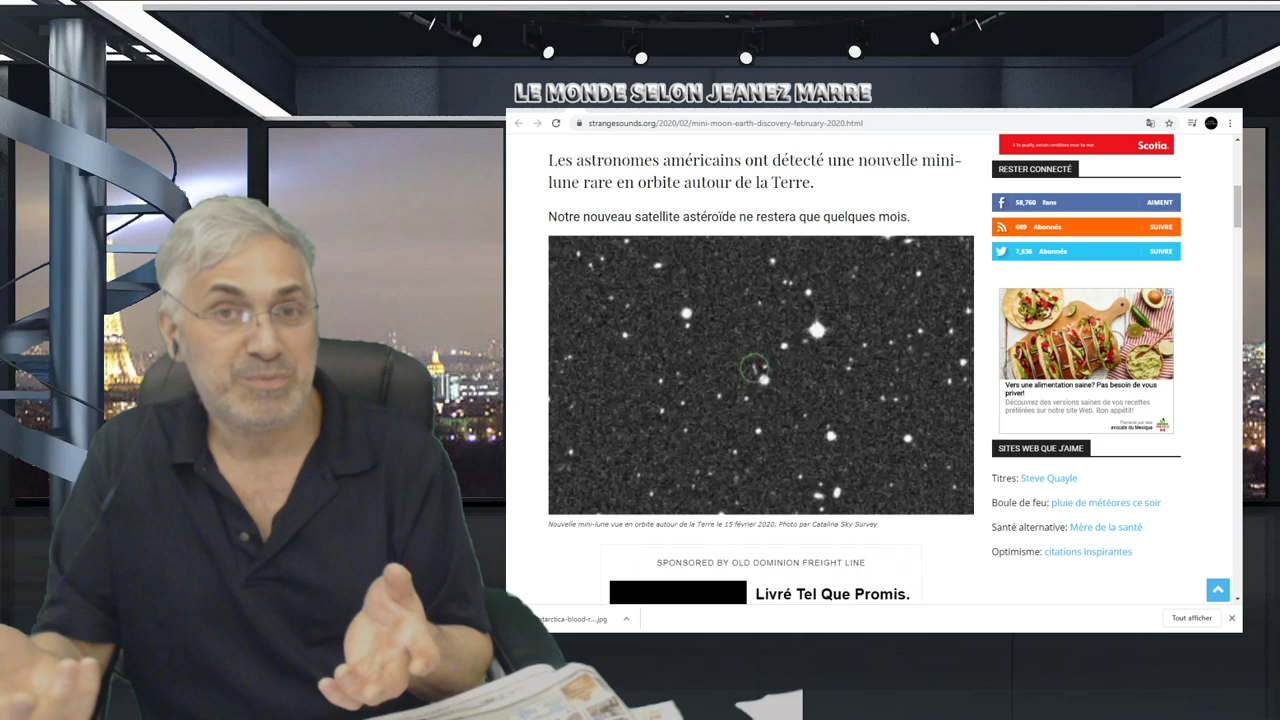 LE MONDE SELON JEANEZ MARRE
strangesounds.org/2020/02/mini-moon-earth-discovery-february-2020.html
Les astronomes américains ont détecté une nouvelle mini-
lune rare en orbite autour de la Terre.
Notre nouveau satellite astéroïde ne restera que quelques mois.
Nouvelle mini-lune vue en orbite autour de la Terre le 15 février 2020. Photo par Catalina Sky Survey
SPONSORED BY OLD DOMINION FREIGHT LINE
Livré Tel Que Promis.
Scotia.
RESTER CONNECTÉ
58,760 Fans AIMENT
689 Abonnés SUIVRE
7,836 Abonnés SUIVRE
Vers une alimentation saine? Pas besoin de vous
priver!
Découvrez des versions saines de vos recettes
préférées sur notre site Web. Bon appétit!
avocats du Mexique
SITES WEB QUE J'AIME
Titres: Steve Quayle
Boule de feu: pluie de météores ce soir
Santé alternative: Mère de la santé
Optimisme: citations inspirantes
ntarctica-blood-r...jpg
Tout afficher